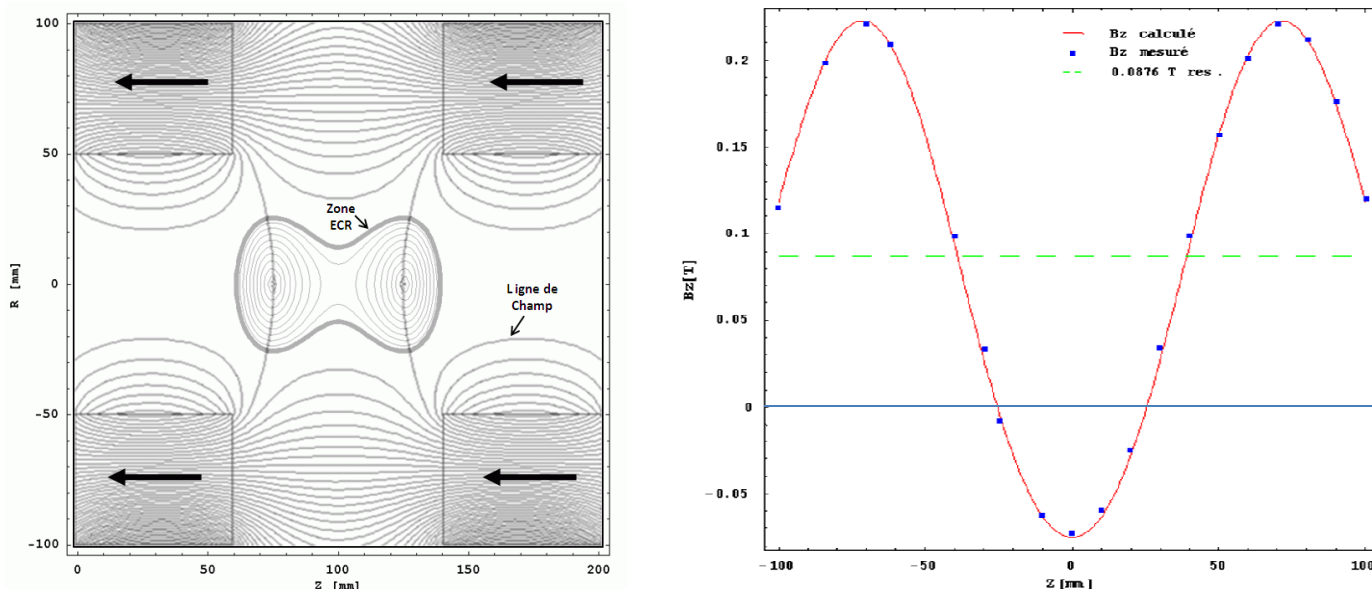 100
50
0
-50
-100
R [mm]
0
50
100
150
200
Z [mm]
Zone
ECR
Ligne de
Champ
Bz calculé
Bz mesuré
0.0876 T res.
0.2
0.15
0.1
0.05
0
-0.05
Bz[T]
-100
-50
0
50
100
Z[mm]